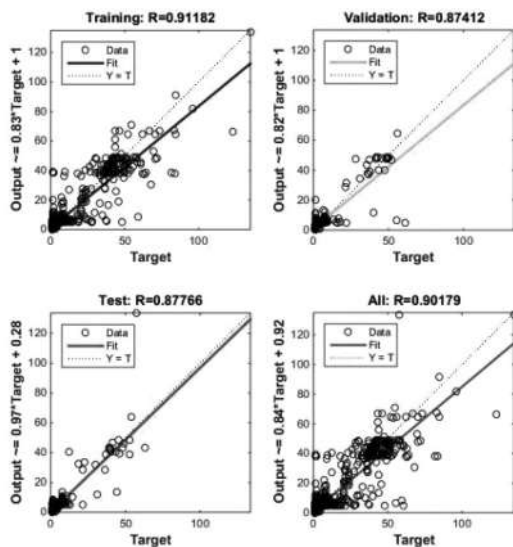 Training: R=0.91182
Output ~= 0.83*Target + 1
120
100
80
60
40
20
0
Data
Fit
Y = T
0
50
100
Target
Validation: R=0.87412
Output ~= 0.82*Target + 1
120
100
80
60
40
20
0
Data
Fit
Y = T
0
50
100
Target
Test: R=0.87766
Output ~= 0.97*Target + 0.28
120
100
80
60
40
20
0
Data
Fit
Y = T
0
50
100
Target
All: R=0.90179
Output ~= 0.84*Target + 0.92
120
100
80
60
40
20
0
Data
Fit
Y = T
0
50
100
Target